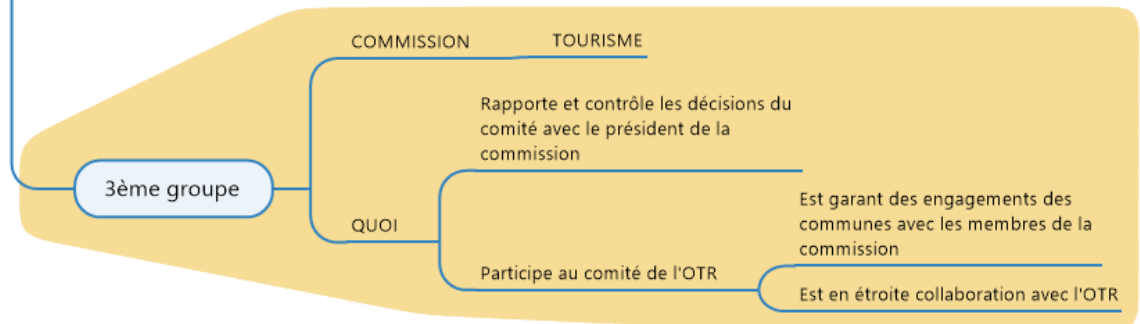 COMMISSION
TOURISME
Rapporte et contrôle les décisions du
comité avec le président de la
commission
3ème groupe
QUOI
Est garant des engagements des
communes avec les membres de la
commission
Participe au comité de l'OTR
Est en étroite collaboration avec l'OTR